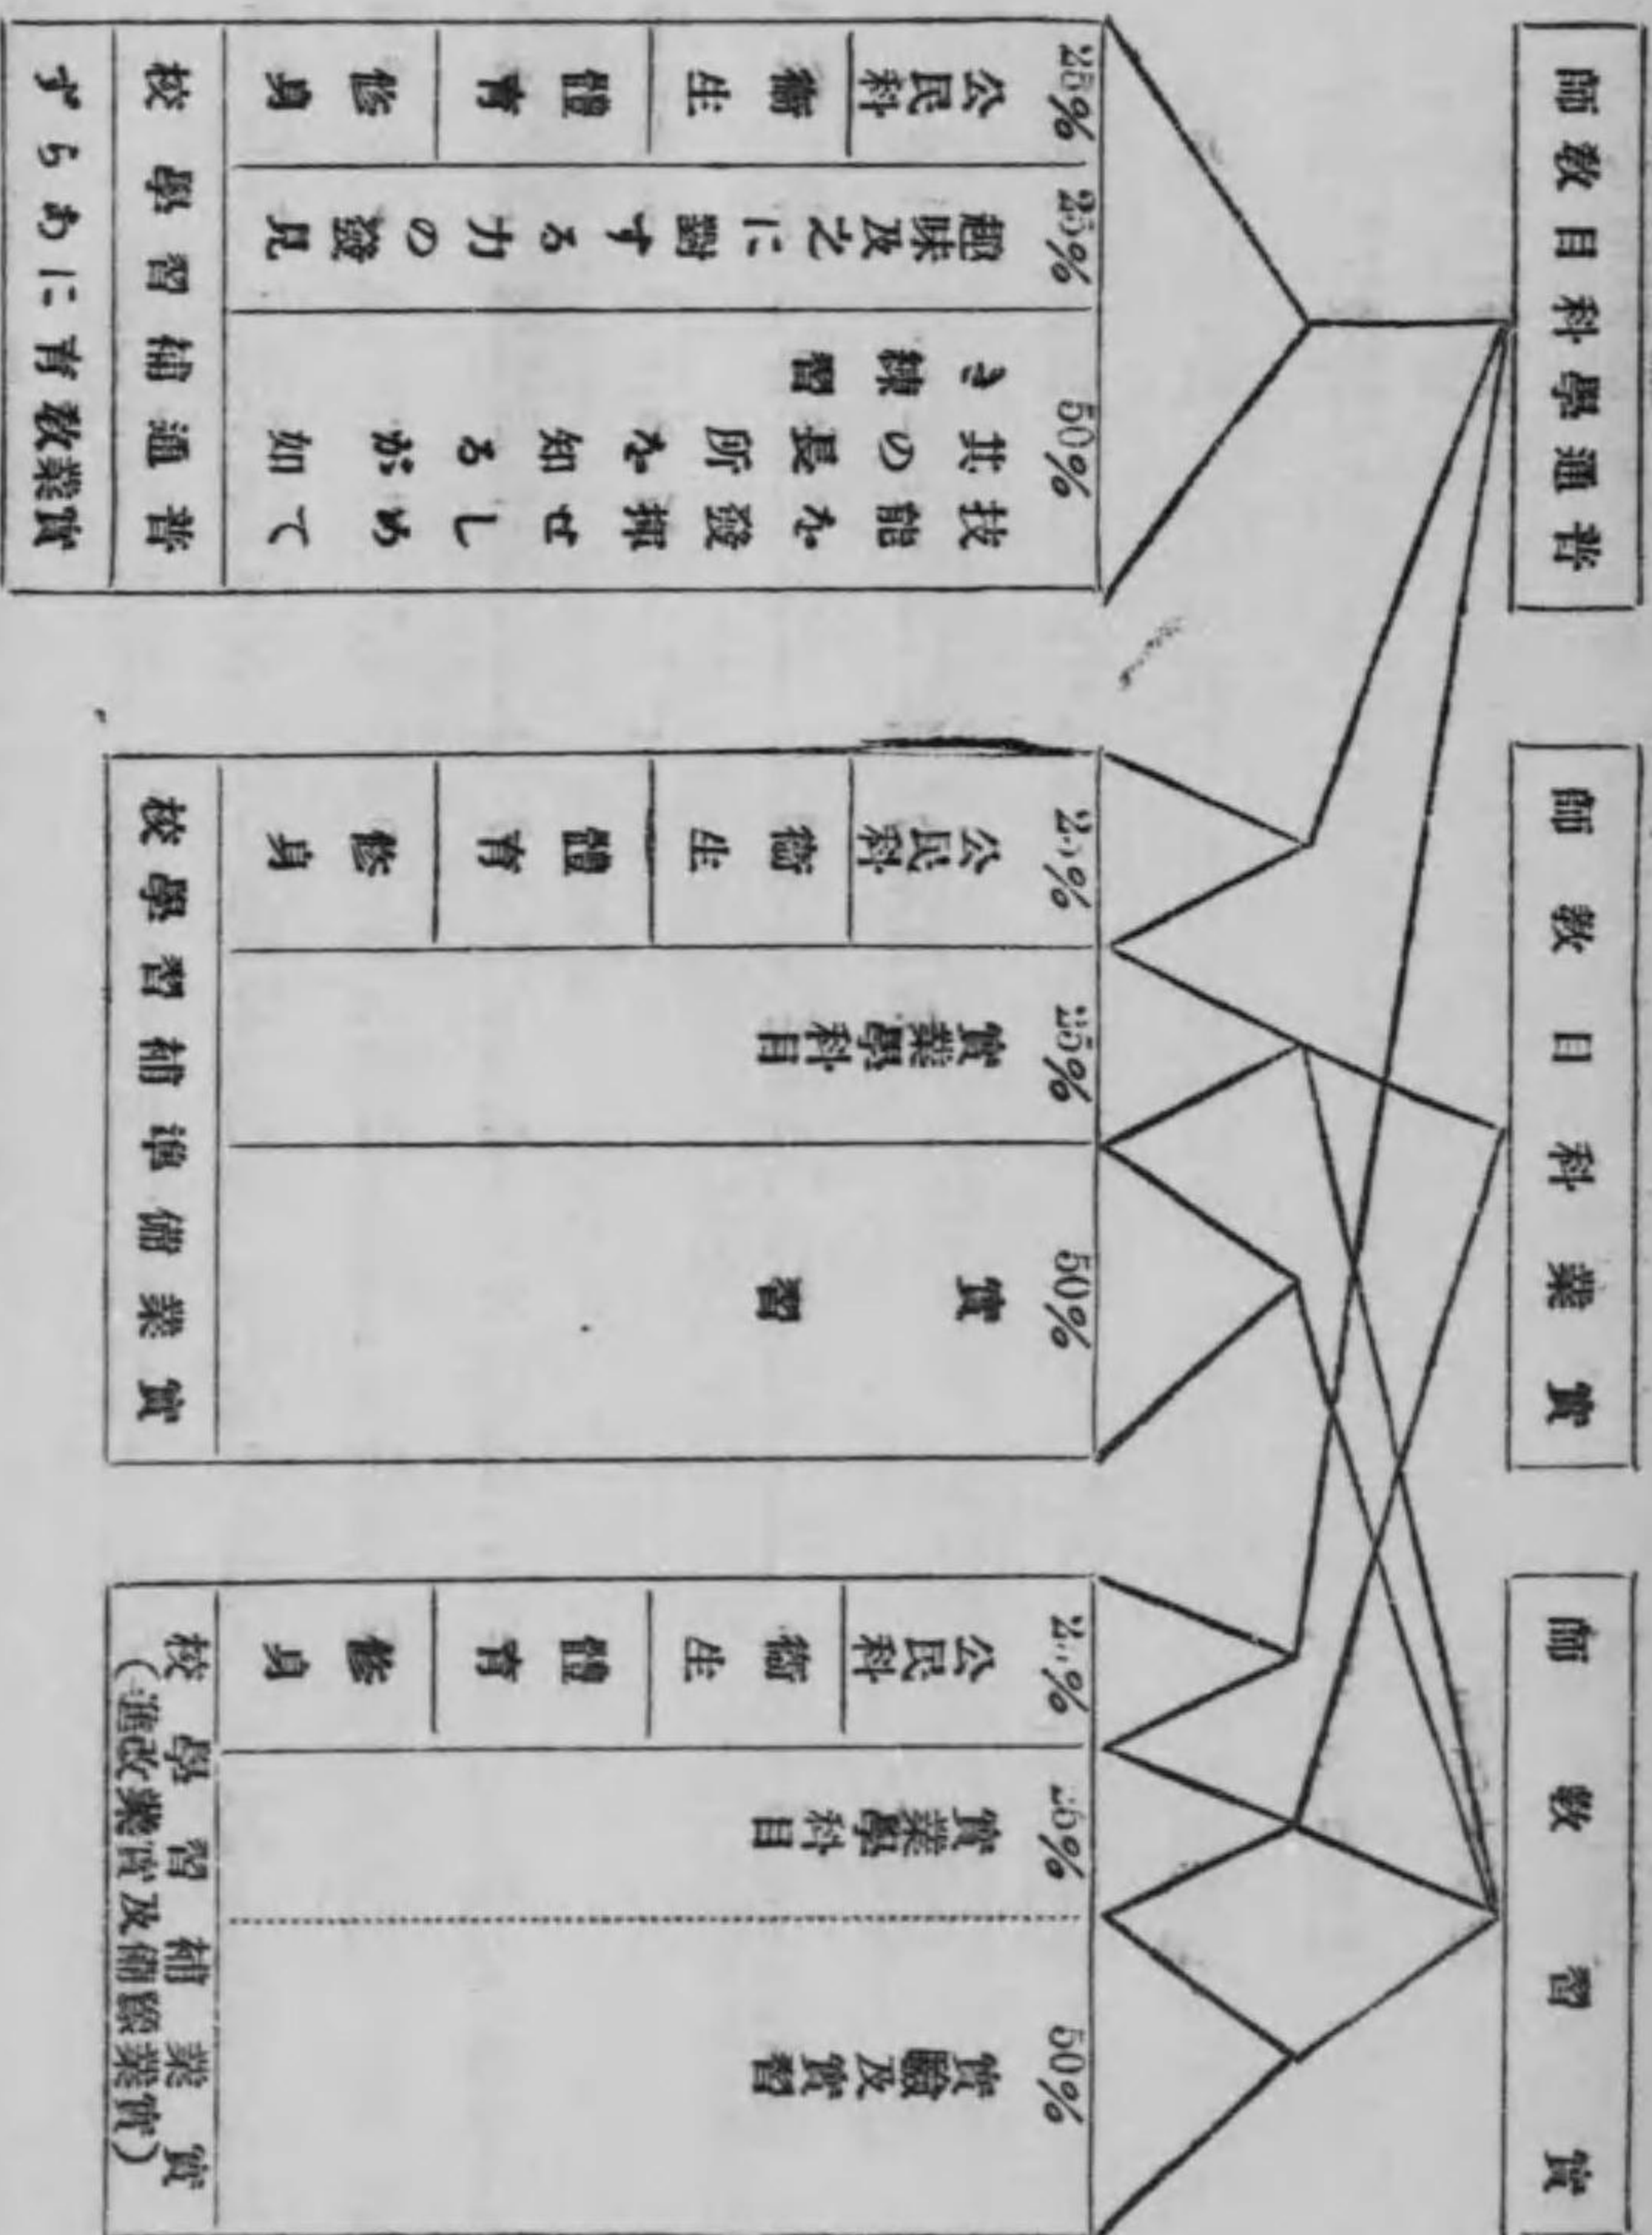 實習教師
實業科目教師
普通學科目教師
50%
25%
25%
實驗及實習
實業學科目
公民科
衛生
體育
修身
實業補習學校
(實業豫備及實業改進)
50%
25%
25%
實習
實業學科目
公民科
衛生
體育
修身
實業準備補習學校
50%
25%
25%
技能を發揮せしめて
其の長所を知るが如
き練習
趣味及之に對する力の發見
公民科
衛生
體育
修身
普通補習學校
實業教育にあらず